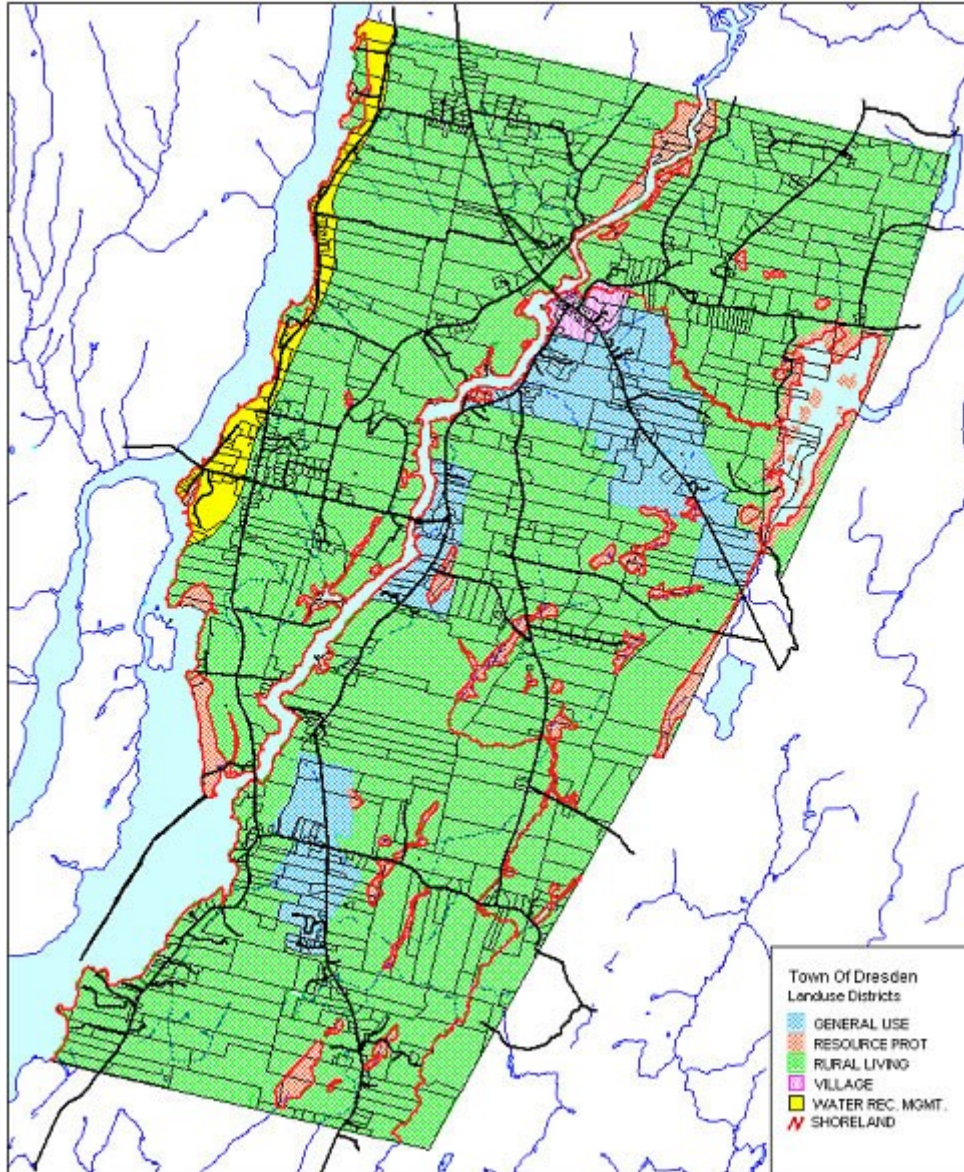 Town Of Dresden
Landuse Districts
GENERAL USE
RESOURCE PROT
RURAL LIVING
VILLAGE
WATER REC. MGMT.
SHORELAND